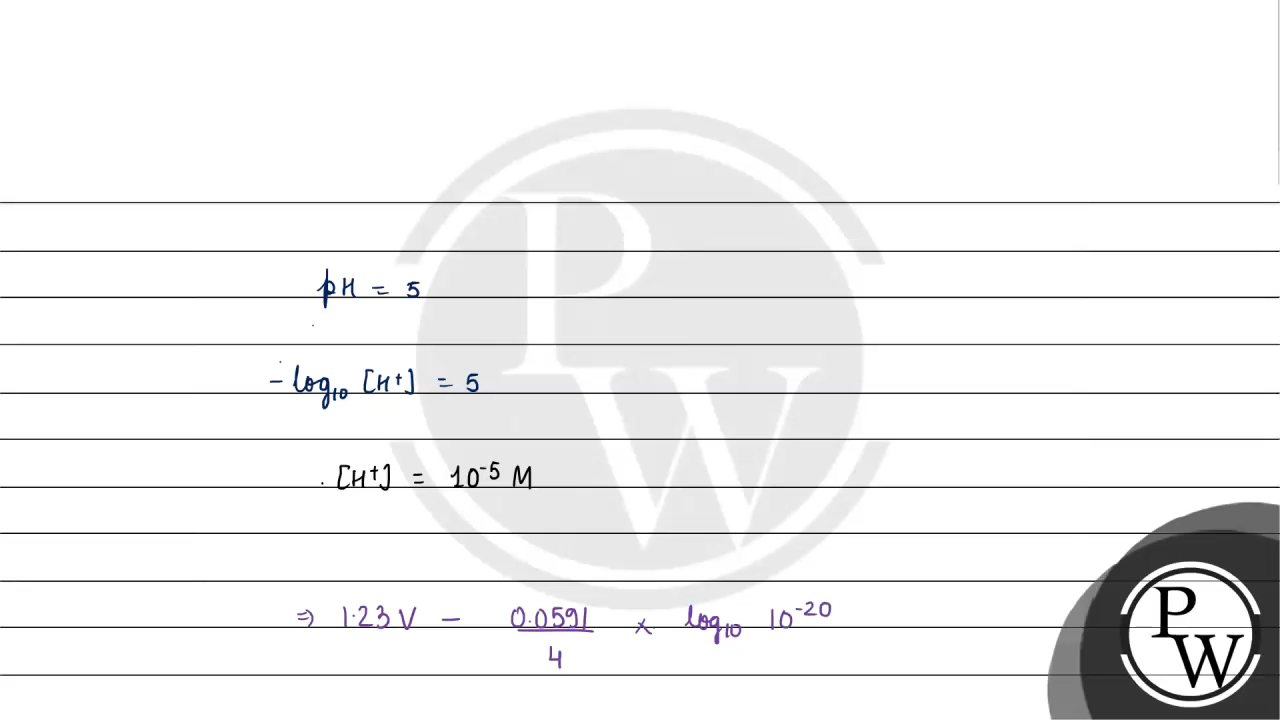 pH = 5
- log₁₀ [H⁺] = 5
[H⁺] = 10⁻⁵ M
⇒ 1.23 V - 0.0591/4 × log₁₀ 10⁻²⁰
P
W
P
W